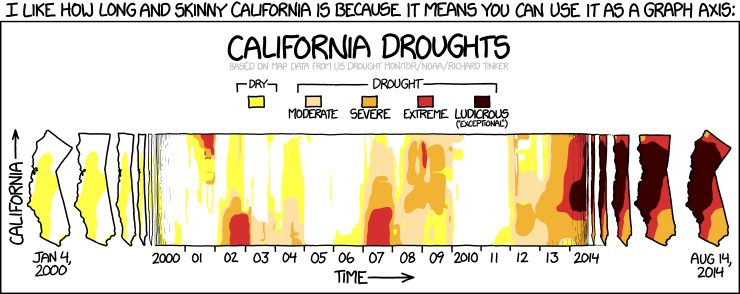 I LIKE HOW LONG AND SKINNY CALIFORNIA IS BECAUSE IT MEANS YOU CAN USE IT AS A GRAPH AXIS:
CALIFORNIA DROUGHTS
BASED ON MAP DATA FROM US DROUGHT MONITOR/NOAA/RICHARD TINKER
DRY
DROUGHT
MODERATE SEVERE EXTREME LUDICROUS
("EXCEPTIONAL")
CALIFORNIA
JAN 4,
2000
2000 01 02 03 04 05 06 07 08 09 2010 11 12 13 2014
AUG 14,
2014
TIME